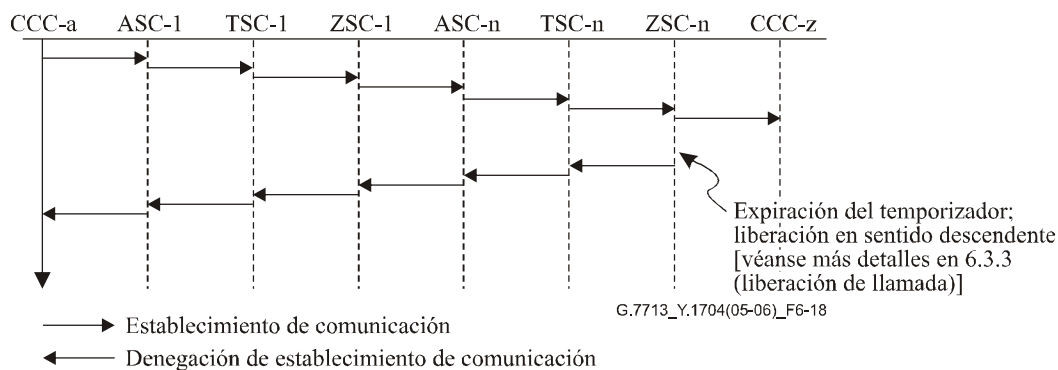 CCC-a ASC-1 TSC-1 ZSC-1 ASC-n TSC-n ZSC-n CCC-z
Expiración del temporizador;
liberación en sentido descendente
[véanse más detalles en 6.3.3
(liberación de llamada)]
G.7713_Y.1704(05-06)_F6-18
Establecimiento de comunicación
Denegación de establecimiento de comunicación